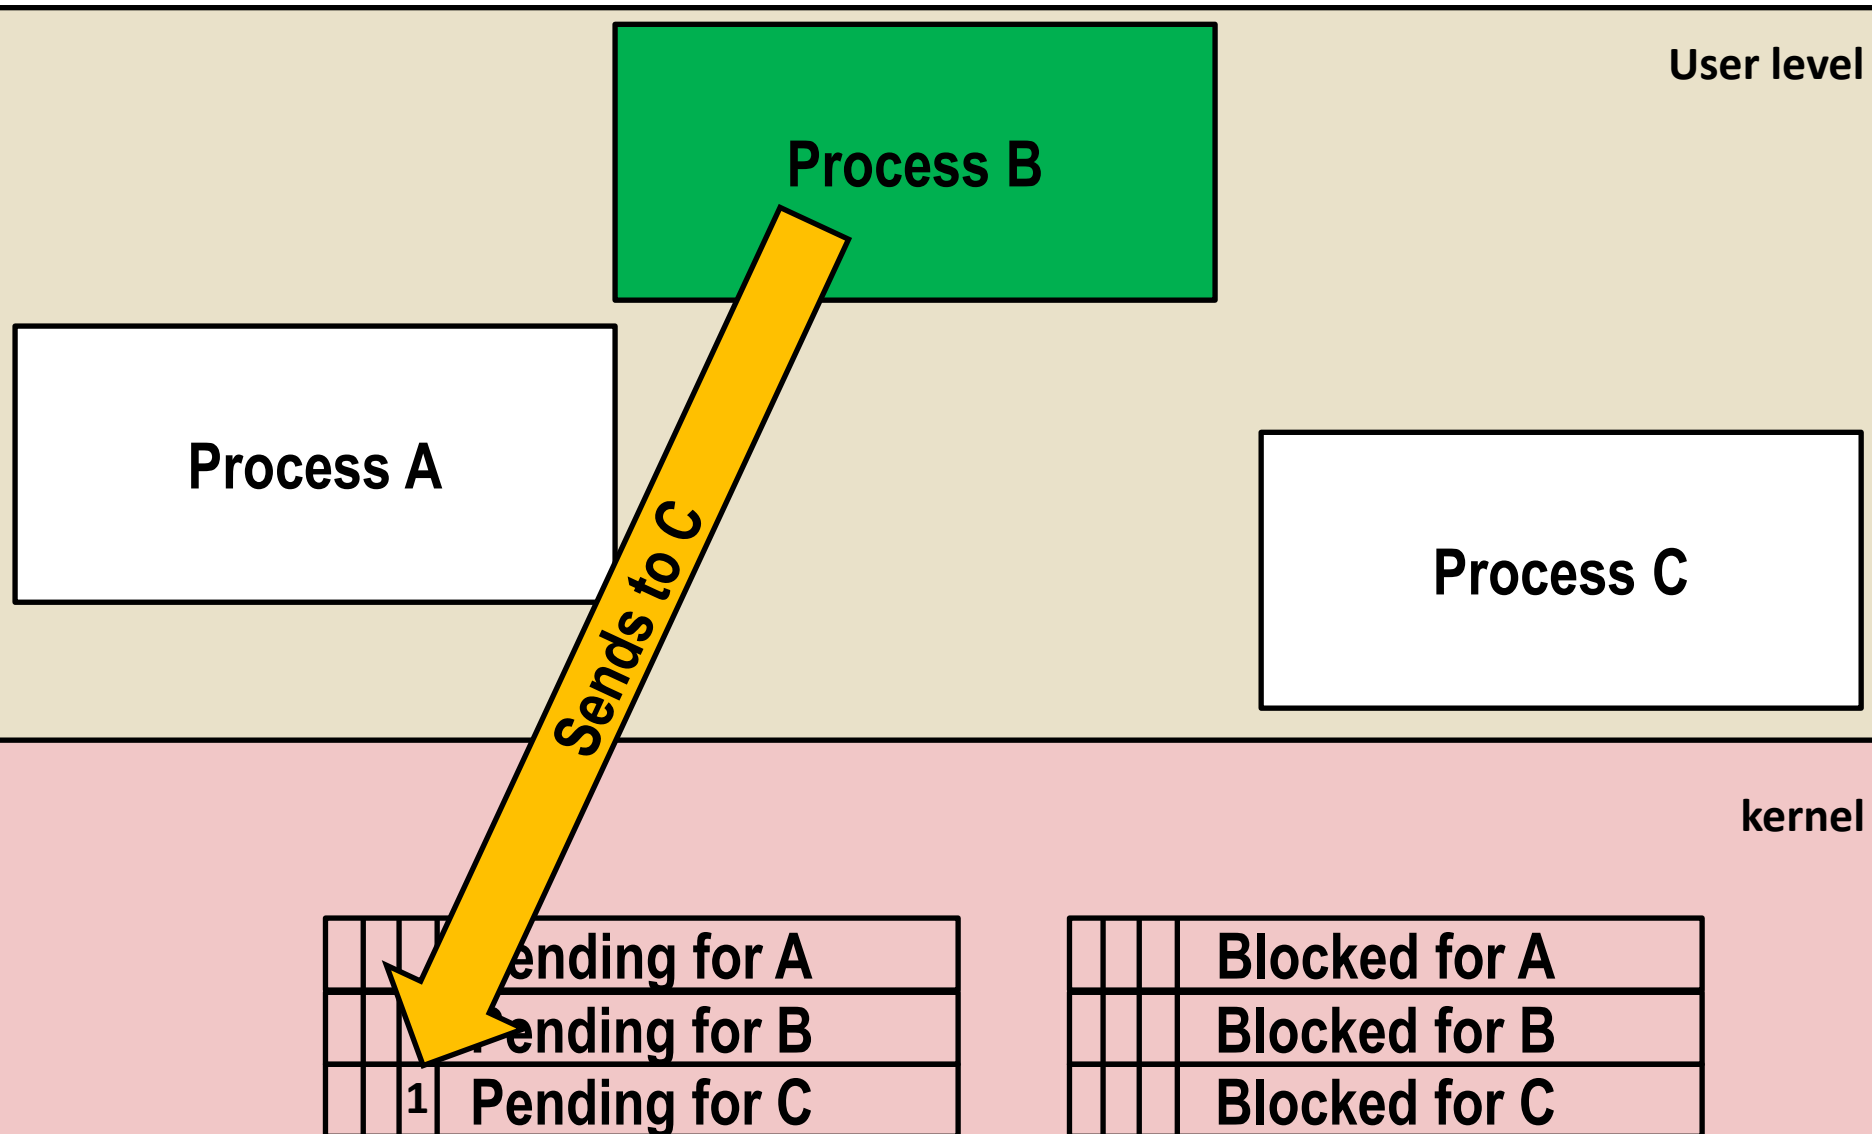 User level
Process B
Process A
Process C
Sends to C
kernel
ending for A
Blocked for A
Pending for B
Blocked for B
1 Pending for C
Blocked for C